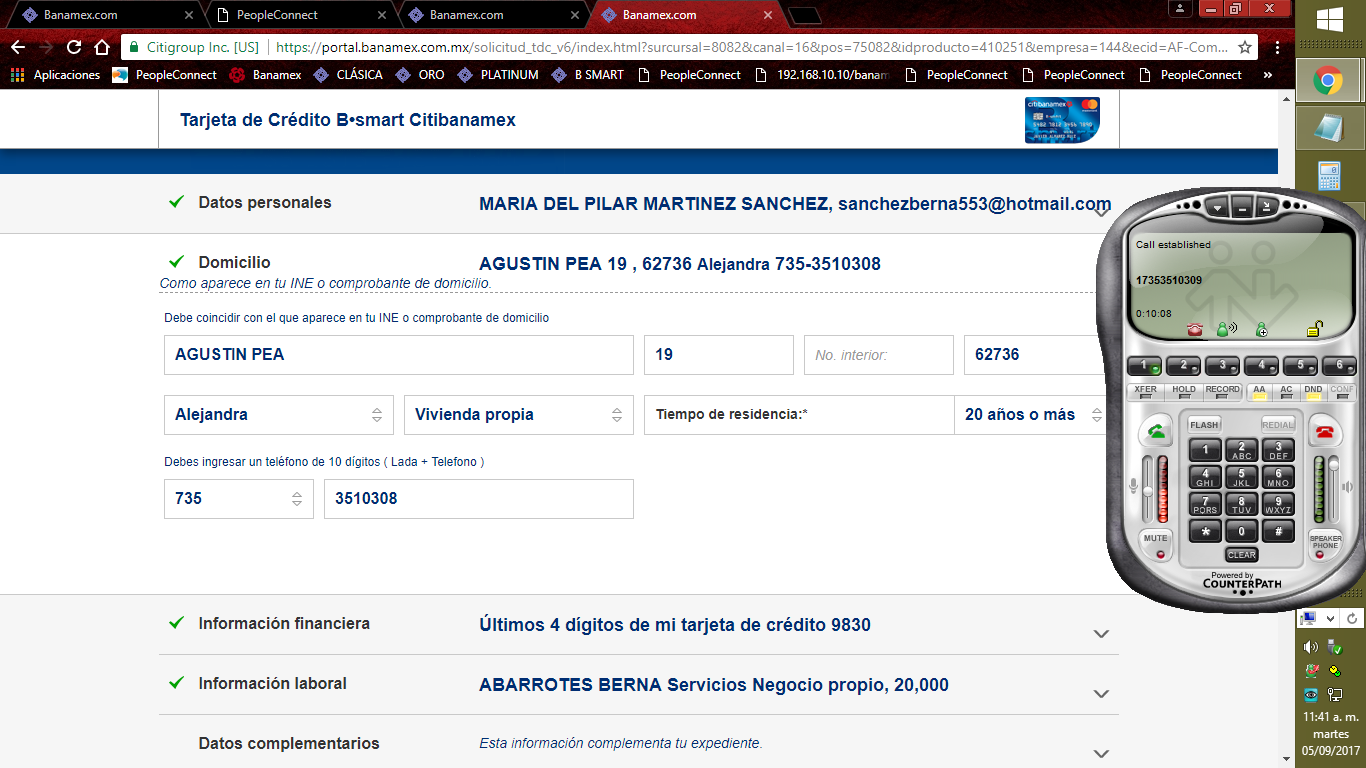 Banamex.com
PeopleConnect
Banamex.com
Banamex.com
Citigroup Inc. [US] https://portal.banamex.com.mx/solicitud_tdc_v6/index.html?surcursal=8082&canal=16&pos=75082&idproducto=410251&empresa=144&ecid=AF-Com...
Aplicaciones PeopleConnect Banamex CLÁSICA ORO PLATINUM B SMART PeopleConnect 192.168.10.10/banam PeopleConnect PeopleConnect PeopleConnect »
Tarjeta de Crédito B•smart Citibanamex
citibanamex
Datos personales
MARIA DEL PILAR MARTINEZ SANCHEZ, sanchezberna553@hotmail.com
Domicilio
AGUSTIN PEA 19 , 62736 Alejandra 735-3510308
Como aparece en tu INE o comprobante de domicilio.
Debe coincidir con el que aparece en tu INE o comprobante de domicilio
AGUSTIN PEA
19
No. interior:
62736
Alejandra
Vivienda propia
Tiempo de residencia:*
20 años o más
Debes ingresar un teléfono de 10 dígitos ( Lada + Telefono )
735
3510308
Información financiera
Últimos 4 dígitos de mi tarjeta de crédito 9830
Información laboral
ABARROTES BERNA Servicios Negocio propio, 20,000
Datos complementarios
Esta información complementa tu expediente.
Call established
17353510309
0:10:08
1 2 3 4 5 6
XFER HOLD RECORD AA AC DND CONF
FLASH REDIAL
1 2 ABC 3 DEF
4 GHI 5 JKL 6 MNO
7 PQRS 8 TUV 9 WXYZ
* 0 #
MUTE
CLEAR
SPEAKER PHONE
Powered by
COUNTERPATH
11:41 a. m.
martes
05/09/2017